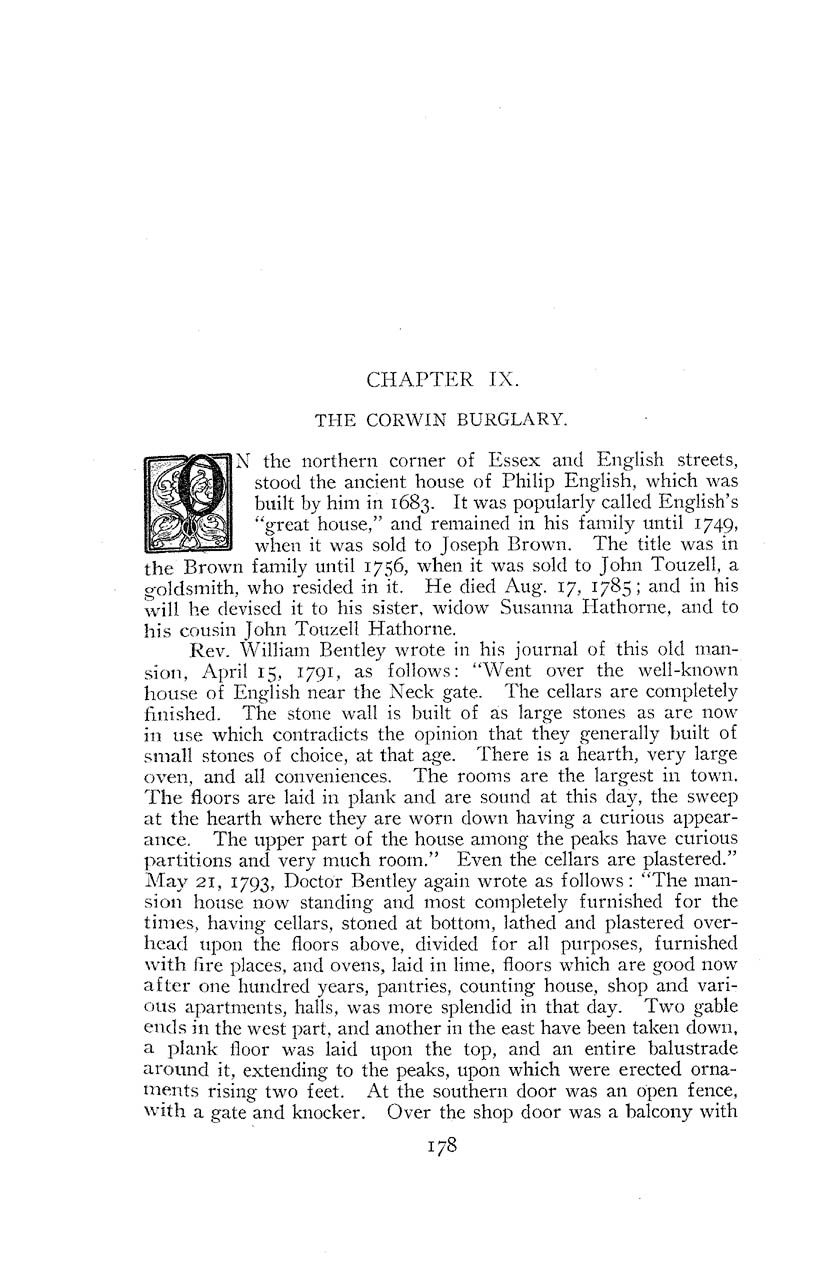 CHAPTER IX.
THE CORWIN BURGLARY.
ON the northern corner of Essex and English streets,
stood the ancient house of Philip English, which was
built by him in 1683. It was popularly called English's
"great house," and remained in his family until 1749,
when it was sold to Joseph Brown. The title was in
the Brown family until 1756, when it was sold to John Touzell, a
goldsmith, who resided in it. He died Aug. 17, 1785; and in his
will he devised it to his sister, widow Susanna Hathorne, and to
his cousin John Touzell Hathorne.
Rev. William Bentley wrote in his journal of this old man-
sion, April 15, 1791, as follows: "Went over the well-known
house of English near the Neck gate. The cellars are completely
finished. The stone wall is built of as large stones as are now
in use which contradicts the opinion that they generally built of
small stones of choice, at that age. There is a hearth, very large
oven, and all conveniences. The rooms are the largest in town.
The floors are laid in plank and are sound at this day, the sweep
at the hearth where they are worn down having a curious appear-
ance. The upper part of the house among the peaks have curious
partitions and very much room." Even the cellars are plastered."
May 21, 1793, Doctor Bentley again wrote as follows: "The man-
sion house now standing and most completely furnished for the
times, having cellars, stoned at bottom, lathed and plastered over-
head upon the floors above, divided for all purposes, furnished
with fire places, and ovens, laid in lime, floors which are good now
after one hundred years, pantries, counting house, shop and vari-
ous apartments, halls, was more splendid in that day. Two gable
ends in the west part, and another in the east have been taken down,
a plank floor was laid upon the top, and an entire balustrade
around it, extending to the peaks, upon which were erected orna-
ments rising two feet. At the southern door was an open fence,
with a gate and knocker. Over the shop door was a balcony with
178